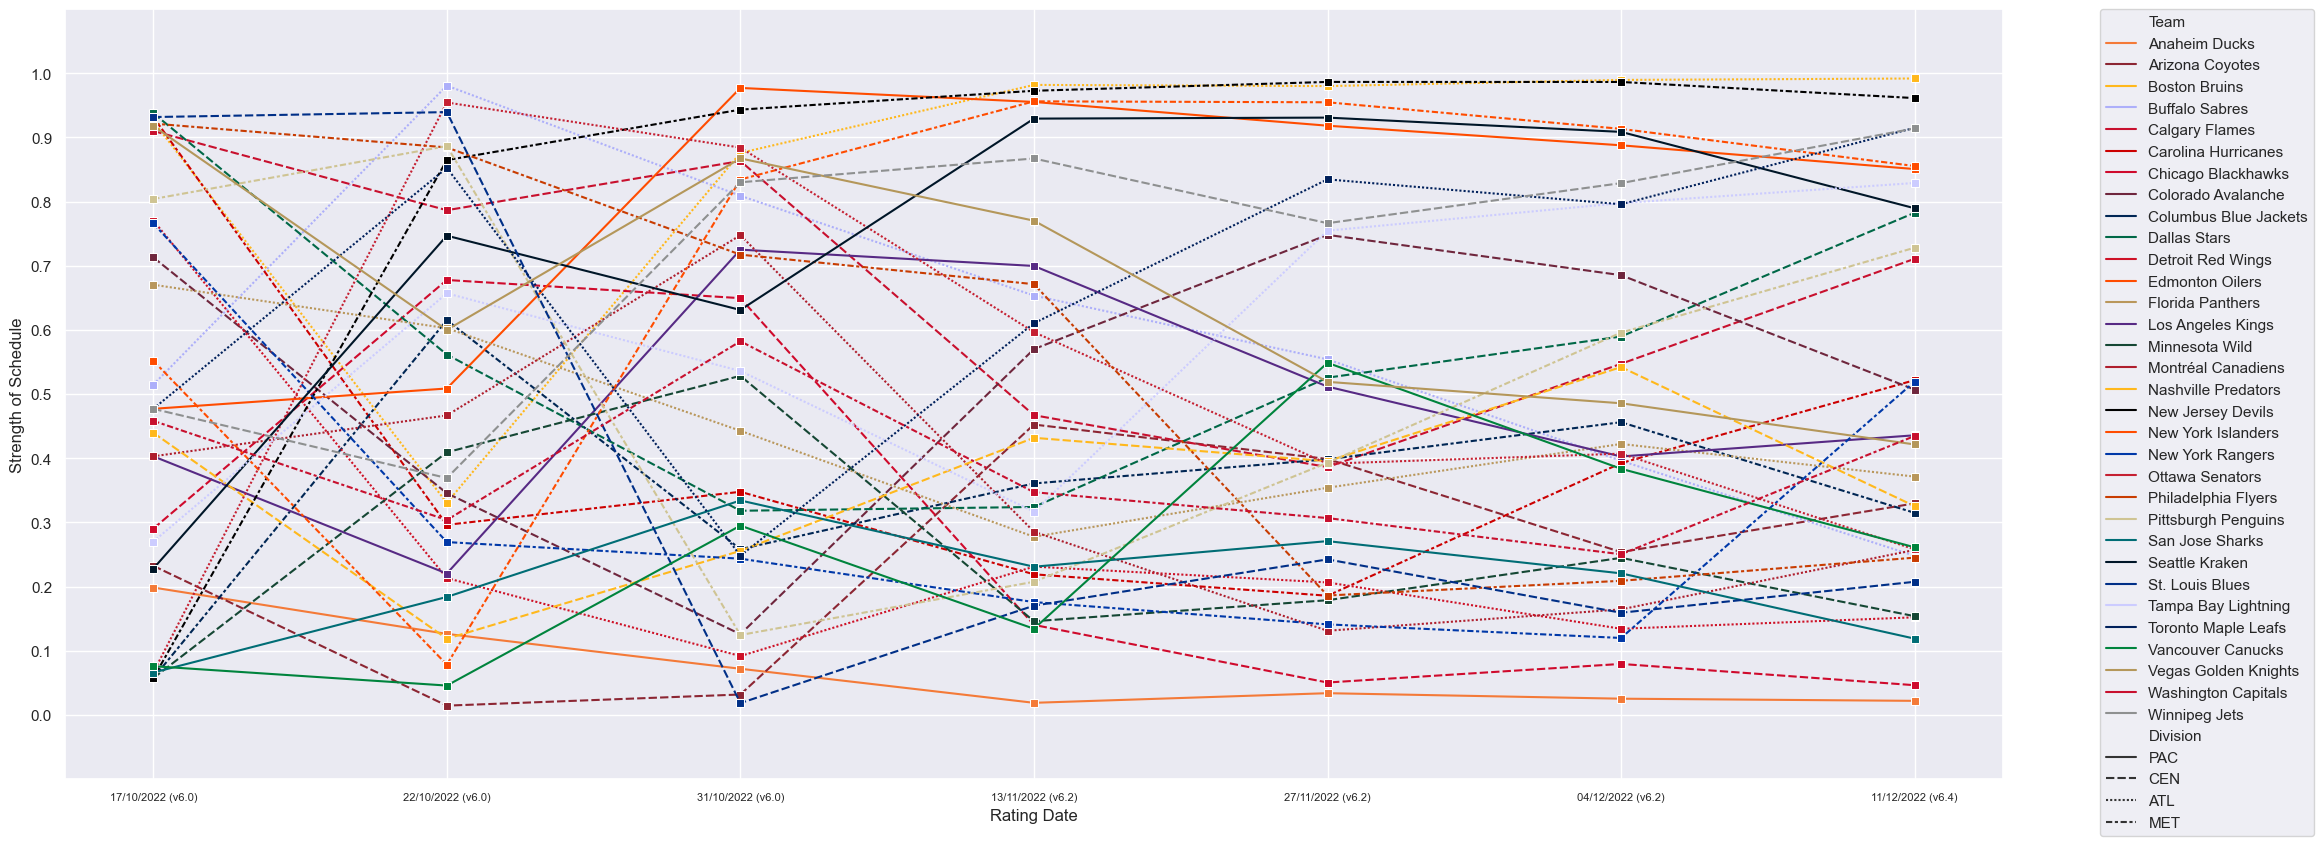 1.0
0.9
0.8
0.7
0.6
0.5
0.4
0.3
0.2
0.1
0.0
Strength of Schedule
17/10/2022 (v6.0)
22/10/2022 (v6.0)
31/10/2022 (v6.0)
13/11/2022 (v6.2)
27/11/2022 (v6.2)
04/12/2022 (v6.2)
11/12/2022 (v6.4)
Rating Date
Team
Anaheim Ducks
Arizona Coyotes
Boston Bruins
Buffalo Sabres
Calgary Flames
Carolina Hurricanes
Chicago Blackhawks
Colorado Avalanche
Columbus Blue Jackets
Dallas Stars
Detroit Red Wings
Edmonton Oilers
Florida Panthers
Los Angeles Kings
Minnesota Wild
Montréal Canadiens
Nashville Predators
New Jersey Devils
New York Islanders
New York Rangers
Ottawa Senators
Philadelphia Flyers
Pittsburgh Penguins
San Jose Sharks
Seattle Kraken
St. Louis Blues
Tampa Bay Lightning
Toronto Maple Leafs
Vancouver Canucks
Vegas Golden Knights
Washington Capitals
Winnipeg Jets
Division
PAC
CEN
ATL
MET